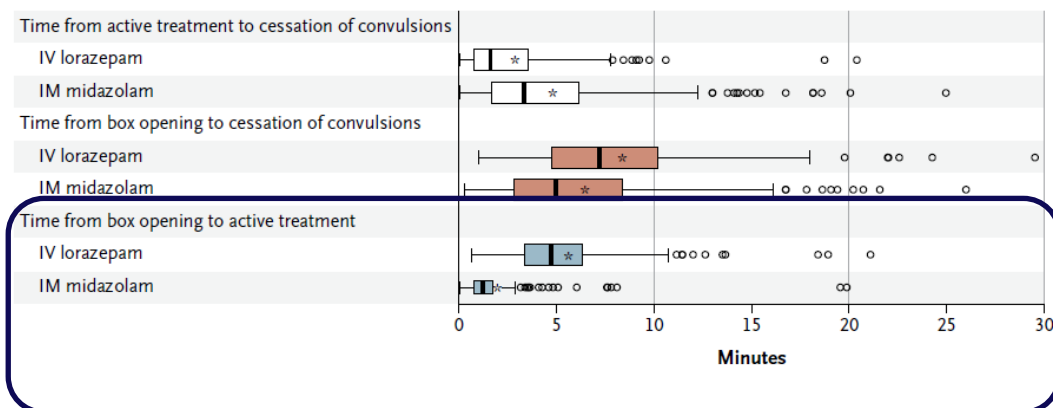 Time from active treatment to cessation of convulsions
IV lorazepam
IM midazolam
Time from box opening to cessation of convulsions
IV lorazepam
IM midazolam
Time from box opening to active treatment
IV lorazepam
IM midazolam
0 5 10 15 20 25 30
Minutes